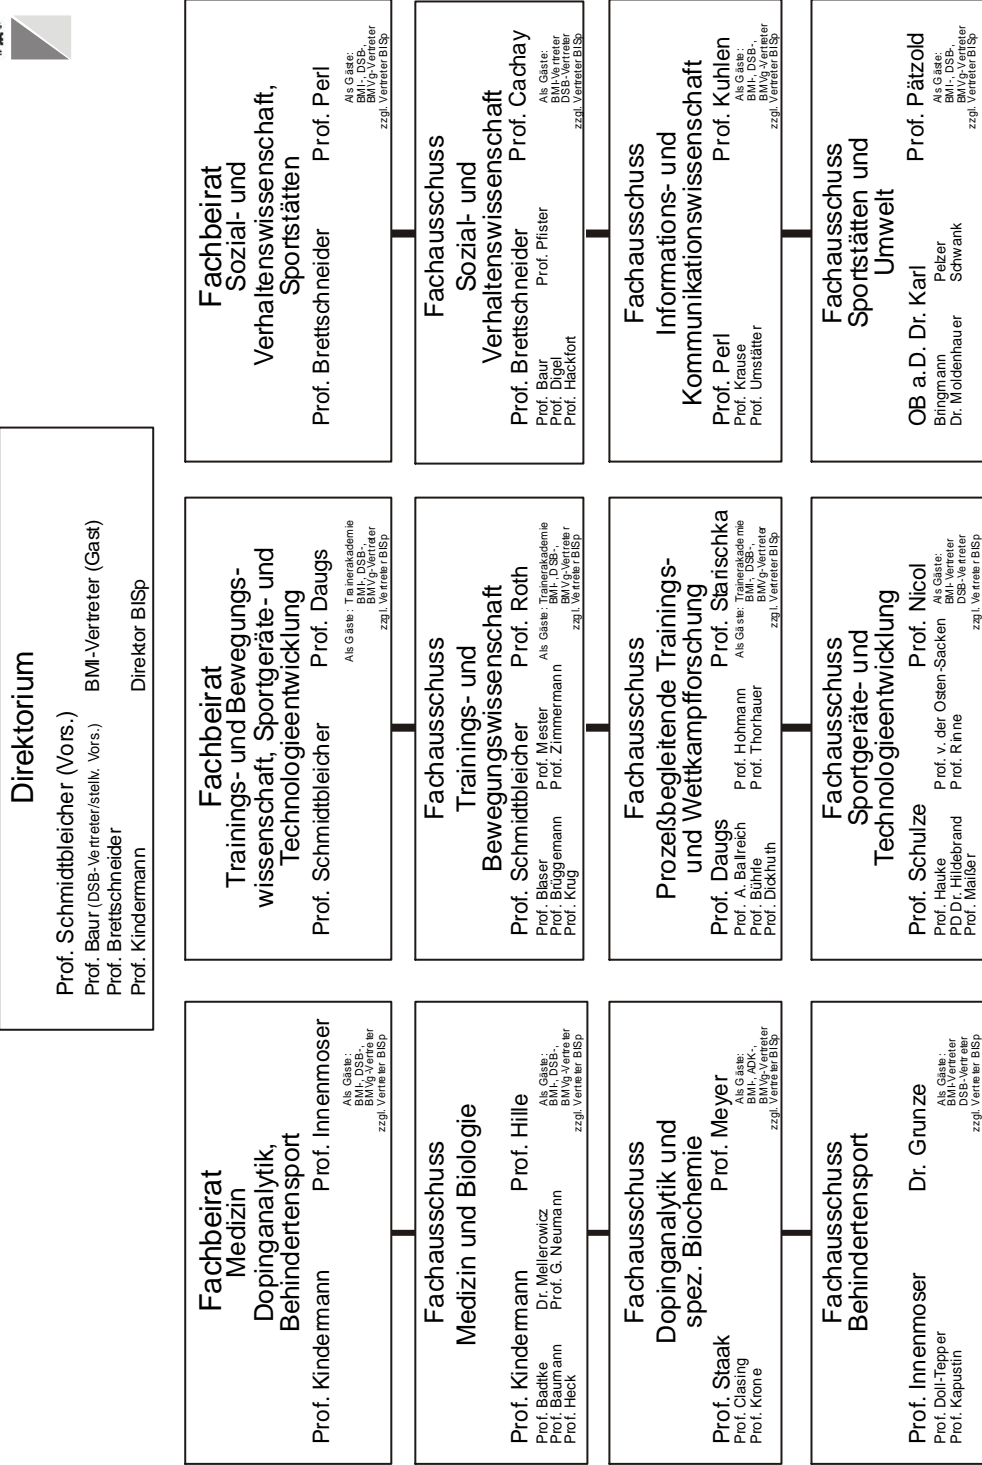 Direktorium
Prof. Schmidtbleicher (Vors.)
Prof. Baur (DSB-Vertreter/stellv. Vors.) BMI-Vertreter (Gast)
Prof. Brettschneider
Prof. Kindermann Direktor BISp
Fachbeirat
Medizin
Dopinganalytik,
Behindertensport
Prof. Kindermann Prof. Innenmoser
Als Gäste:
BMI-, DSB-,
BMVg-Vertreter
zzgl. Vertreter BISp
Fachausschuss
Medizin und Biologie
Prof. Kindermann Prof. Hille
Prof. Badtke Dr. Mellerowicz
Prof. Baumann Prof. G. Neumann
Prof. Heck
Als Gäste:
BMI-, DSB-,
BMVg-Vertreter
zzgl. Vertreter BISp
Fachausschuss
Dopinganalytik und
spez. Biochemie
Prof. Staak Prof. Meyer
Prof. Clasing
Prof. Krone
Als Gäste:
BMI-, ADK-,
BMVg-Vertreter
zzgl. Vertreter BISp
Fachausschuss
Behindertensport
Prof. Innenmoser Dr. Grunze
Prof. Doll-Tepper
Prof. Kapustin
Als Gäste:
BMI-Vertreter
DSB-Vertreter
zzgl. Vertreter BISp
Fachbeirat
Trainings- und Bewegungs-
wissenschaft, Sportgeräte- und
Technologieentwicklung
Prof. Schmidtbleicher Prof. Daugs
Als Gäste: Trainerakademie
BMI-, DSB-,
BMVg-Vertreter
zzgl. Vertreter BISp
Fachausschuss
Trainings- und
Bewegungswissenschaft
Prof. Schmidtbleicher Prof. Roth
Prof. Blaser Prof. Mester
Prof. Brüggemann Prof. Zimmermann
Prof. Krug
Als Gäste: Trainerakademie
BMI-, DSB-,
BMVg-Vertreter
zzgl. Vertreter BISp
Fachausschuss
Prozeßbegleitende Trainings-
und Wettkampfforschung
Prof. Daugs Prof. Starischka
Prof. A. Ballreich Prof. Hohmann
Prof. Bührle Prof. Thorhauer
Prof. Dickhuth
Als Gäste: Trainerakademie
BMI-, DSB-,
BMVg-Vertreter
zzgl. Vertreter BISp
Fachausschuss
Sportgeräte- und
Technologieentwicklung
Prof. Schulze Prof. Nicol
Prof. Hauke Prof. v. der Osten-Sacken
PD Dr. Hildebrand Prof. Rinne
Prof. Maißer
Als Gäste:
BMI-Vertreter
DSB-Vertreter
zzgl. Vertreter BISp
Fachbeirat
Sozial- und
Verhaltenswissenschaft,
Sportstätten
Prof. Brettschneider Prof. Perl
Als Gäste:
BMI-, DSB-,
BMVg-Vertreter
zzgl. Vertreter BISp
Fachausschuss
Sozial- und
Verhaltenswissenschaft
Prof. Brettschneider Prof. Cachay
Prof. Baur Prof. Pfister
Prof. Digel
Prof. Hackfort
Als Gäste:
BMI-Vertreter
DSB-Vertreter
zzgl. Vertreter BISp
Fachausschuss
Informations- und
Kommunikationswissenschaft
Prof. Perl Prof. Kuhlen
Prof. Krause
Prof. Umstätter
Als Gäste:
BMI-, DSB-,
BMVg-Vertreter
zzgl. Vertreter BISp
Fachausschuss
Sportstätten und
Umwelt
OB a.D. Dr. Karl Prof. Pätzold
Bringmann Pelzer
Dr. Moldenhauer Schwank
Als Gäste:
BMI-, DSB-,
BMVg-Vertreter
zzgl. Vertreter BISp